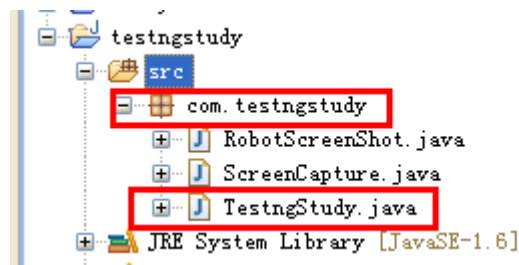 testngstudy
src
com.testngstudy
RobotScreenShot.java
ScreenCapture.java
TestngStudy.java
JRE System Library [JavaSE-1.6]